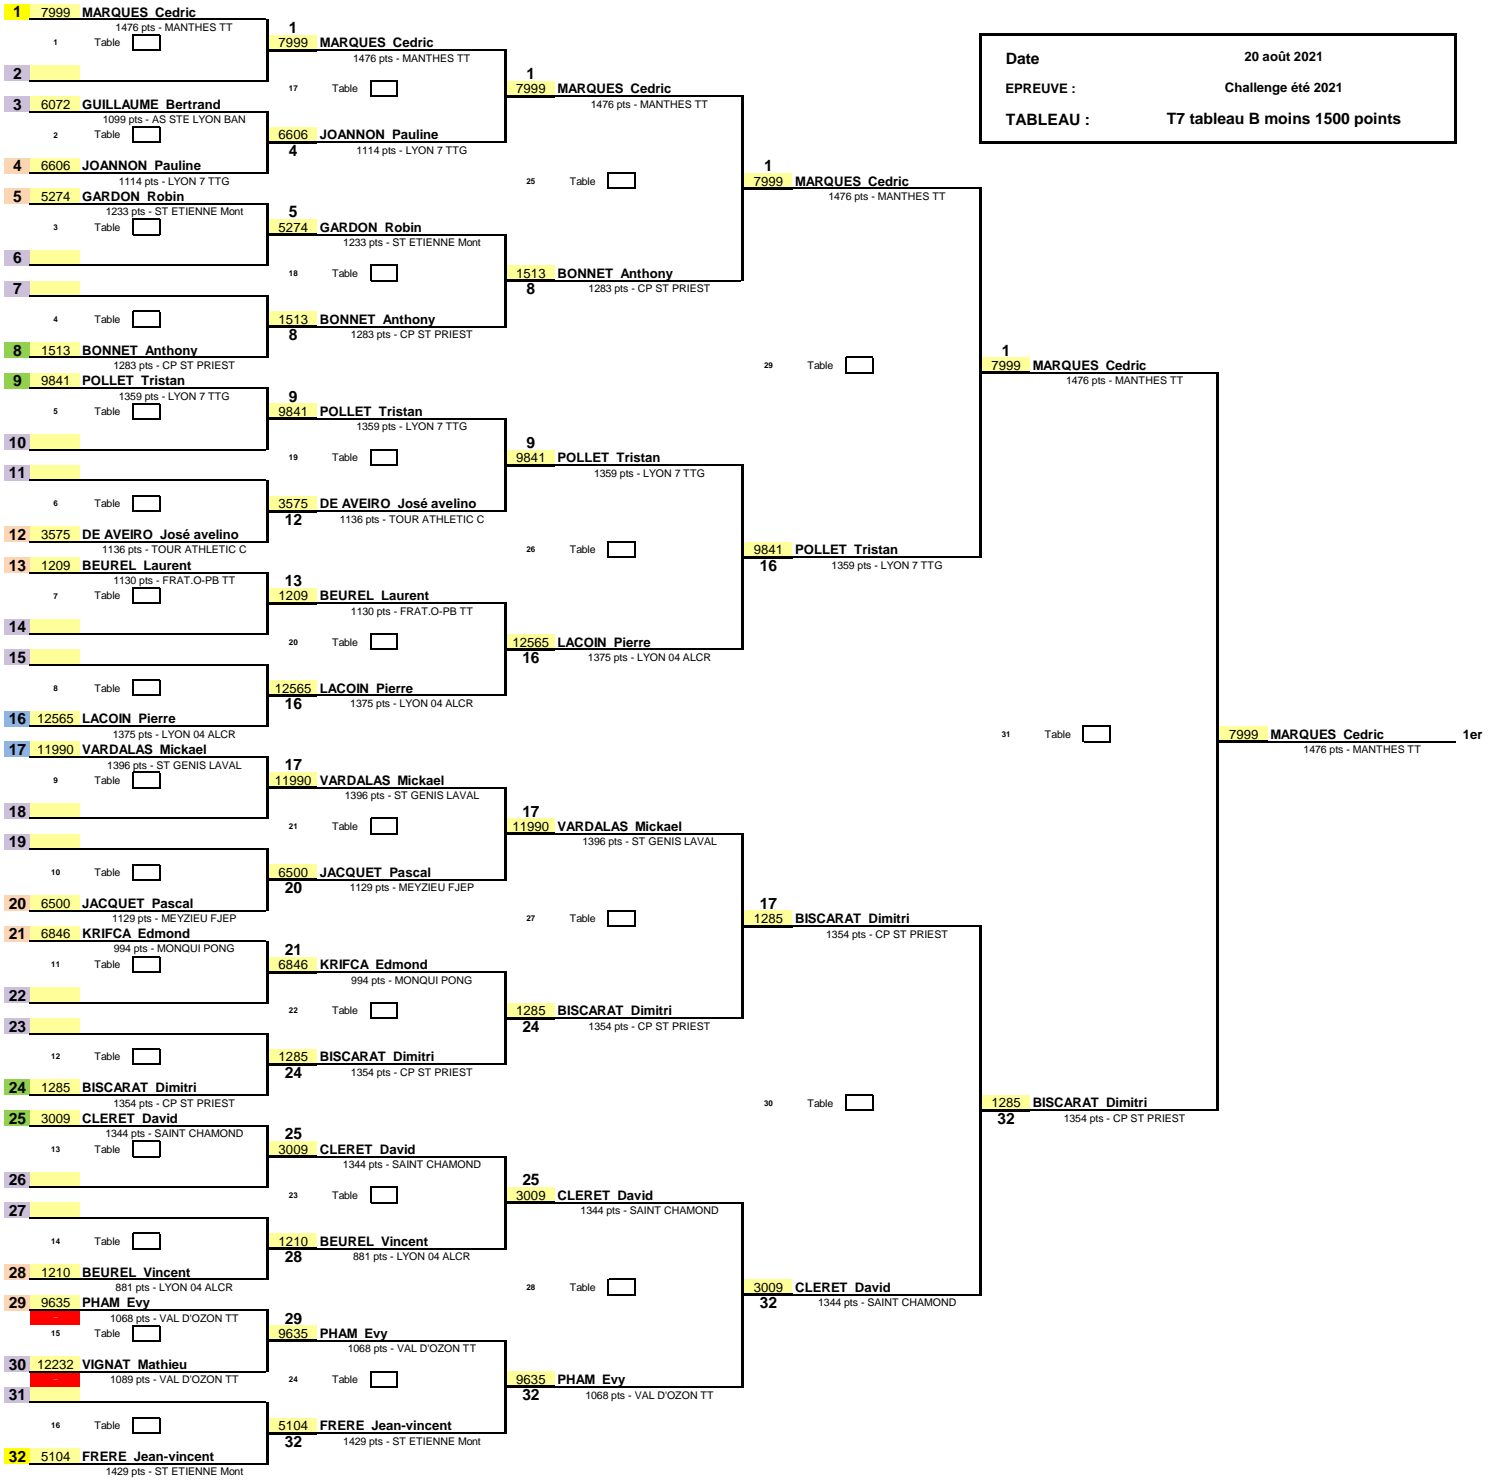 Date 20 août 2021
EPREUVE : Challenge été 2021
TABLEAU : T7 tableau B moins 1500 points
1 7999 MARQUES Cedric
1476 pts - MANTHES TT
1 Table
2
3 6072 GUILLAUME Bertrand
1099 pts - AS STE LYON BAN
2 Table
4 6606 JOANNON Pauline
1114 pts - LYON 7 TTG
5 5274 GARDON Robin
1233 pts - ST ETIENNE Mont
3 Table
6
7
4 Table
8 1513 BONNET Anthony
1283 pts - CP ST PRIEST
9 9841 POLLET Tristan
1359 pts - LYON 7 TTG
5 Table
10
11
6 Table
12 3575 DE AVEIRO José avelino
1136 pts - TOUR ATHLETIC C
13 1209 BEUREL Laurent
1130 pts - FRAT.O-PB TT
7 Table
14
15
8 Table
16 12565 LACOIN Pierre
1375 pts - LYON 04 ALCR
17 11990 VARDALAS Mickael
1396 pts - ST GENIS LAVAL
9 Table
18
19
10 Table
20 6500 JACQUET Pascal
1129 pts - MEYZIEU FJEP
21 6846 KRIFCA Edmond
994 pts - MONQUI PONG
11 Table
22
23
12 Table
24 1285 BISCARAT Dimitri
1354 pts - CP ST PRIEST
25 3009 CLERET David
1344 pts - SAINT CHAMOND
13 Table
26
27
14 Table
28 1210 BEUREL Vincent
881 pts - LYON 04 ALCR
29 9635 PHAM Evy
1068 pts - VAL D'OZON TT
15 Table
30 12232 VIGNAT Mathieu
1089 pts - VAL D'OZON TT
31
16 Table
32 5104 FRERE Jean-vincent
1429 pts - ST ETIENNE Mont
1
7999 MARQUES Cedric
1476 pts - MANTHES TT
17 Table
6606 JOANNON Pauline
4 1114 pts - LYON 7 TTG
5
5274 GARDON Robin
1233 pts - ST ETIENNE Mont
18 Table
1513 BONNET Anthony
8 1283 pts - CP ST PRIEST
9
9841 POLLET Tristan
1359 pts - LYON 7 TTG
19 Table
3575 DE AVEIRO José avelino
12 1136 pts - TOUR ATHLETIC C
13
1209 BEUREL Laurent
1130 pts - FRAT.O-PB TT
20 Table
12565 LACOIN Pierre
16 1375 pts - LYON 04 ALCR
17
11990 VARDALAS Mickael
1396 pts - ST GENIS LAVAL
21 Table
6500 JACQUET Pascal
20 1129 pts - MEYZIEU FJEP
21
6846 KRIFCA Edmond
994 pts - MONQUI PONG
22 Table
1285 BISCARAT Dimitri
24 1354 pts - CP ST PRIEST
25
3009 CLERET David
1344 pts - SAINT CHAMOND
23 Table
1210 BEUREL Vincent
28 881 pts - LYON 04 ALCR
29
9635 PHAM Evy
1068 pts - VAL D'OZON TT
24 Table
5104 FRERE Jean-vincent
32 1429 pts - ST ETIENNE Mont
1
7999 MARQUES Cedric
1476 pts - MANTHES TT
25 Table
1513 BONNET Anthony
8 1283 pts - CP ST PRIEST
9
9841 POLLET Tristan
1359 pts - LYON 7 TTG
26 Table
12565 LACOIN Pierre
16 1375 pts - LYON 04 ALCR
17
11990 VARDALAS Mickael
1396 pts - ST GENIS LAVAL
27 Table
1285 BISCARAT Dimitri
24 1354 pts - CP ST PRIEST
25
3009 CLERET David
1344 pts - SAINT CHAMOND
28 Table
9635 PHAM Evy
32 1068 pts - VAL D'OZON TT
1
7999 MARQUES Cedric
1476 pts - MANTHES TT
29 Table
9841 POLLET Tristan
16 1359 pts - LYON 7 TTG
17
1285 BISCARAT Dimitri
1354 pts - CP ST PRIEST
30 Table
3009 CLERET David
32 1344 pts - SAINT CHAMOND
1
7999 MARQUES Cedric
1476 pts - MANTHES TT
31 Table
1285 BISCARAT Dimitri
32 1354 pts - CP ST PRIEST
7999 MARQUES Cedric 1er
1476 pts - MANTHES TT